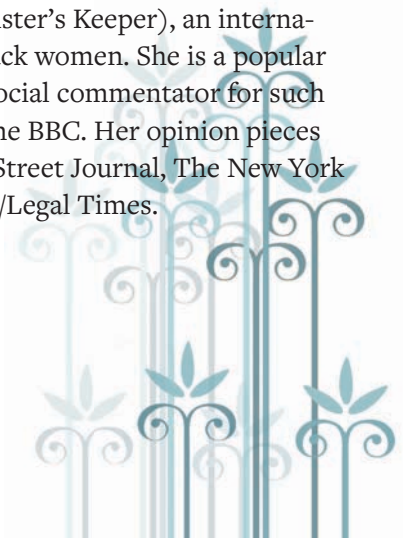 ister's Keeper), an interna-
ck women. She is a popular
ocial commentator for such
ne BBC. Her opinion pieces
Street Journal, The New York
/Legal Times.